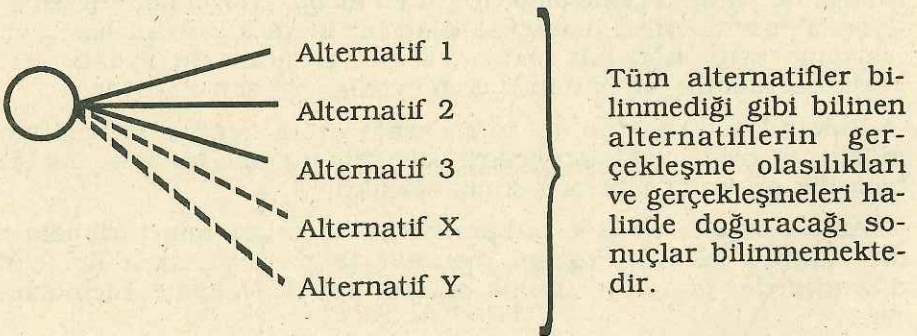 Alternatif 1
Alternatif 2
Alternatif 3
Alternatif X
Alternatif Y
Tüm alternatifler bi-
linmediği gibi bilinen
alternatiflerin ger-
çekleşme olasılıkları
ve gerçekleşmeleri ha-
linde doğuracağı so-
nuçlar bilinmemekte-
dir.